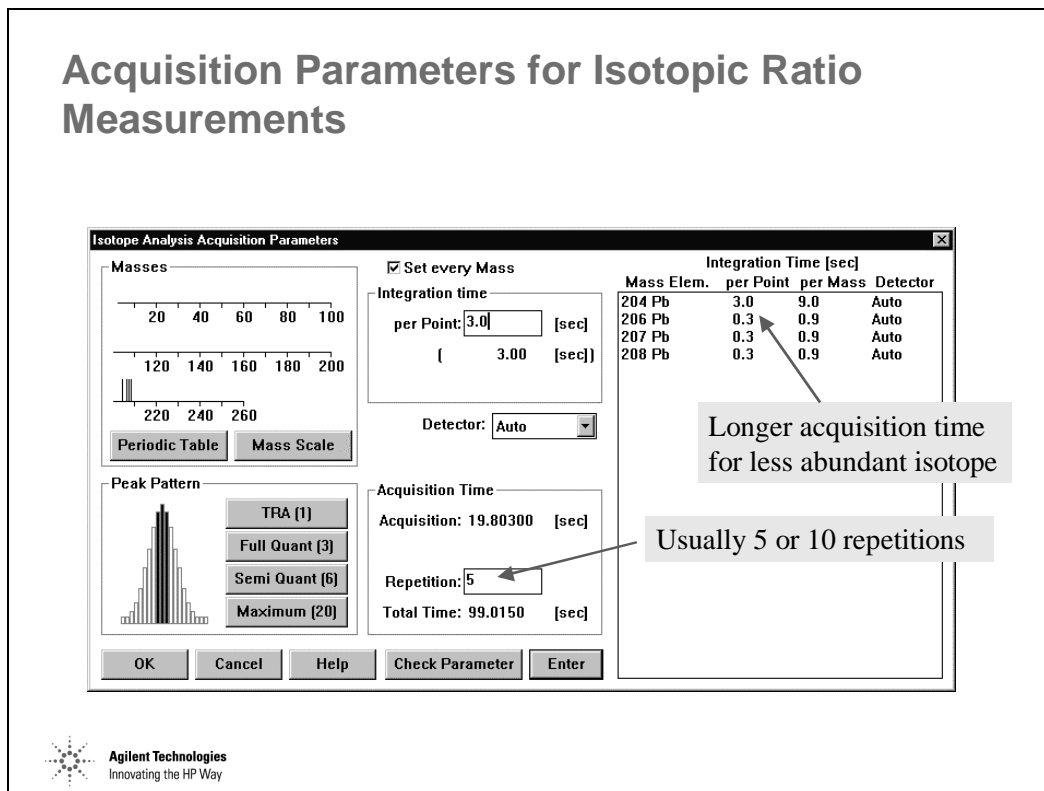 Acquisition Parameters for Isotopic Ratio
Measurements
Isotope Analysis Acquisition Parameters
Masses
20 40 60 80 100
120 140 160 180 200
220 240 260
Periodic Table Mass Scale
Set every Mass
Integration time
per Point: 3.0 [sec]
( 3.00 [sec])
Detector: Auto
Integration Time [sec]
Mass Elem. per Point per Mass Detector
204 Pb 3.0 9.0 Auto
206 Pb 0.3 0.9 Auto
207 Pb 0.3 0.9 Auto
208 Pb 0.3 0.9 Auto
Longer acquisition time
for less abundant isotope
Peak Pattern
TRA (1)
Full Quant (3)
Semi Quant (6)
Maximum (20)
Acquisition Time
Acquisition: 19.80300 [sec]
Repetition: 5
Total Time: 99.0150 [sec]
Usually 5 or 10 repetitions
OK Cancel Help Check Parameter Enter
Agilent Technologies
Innovating the HP Way